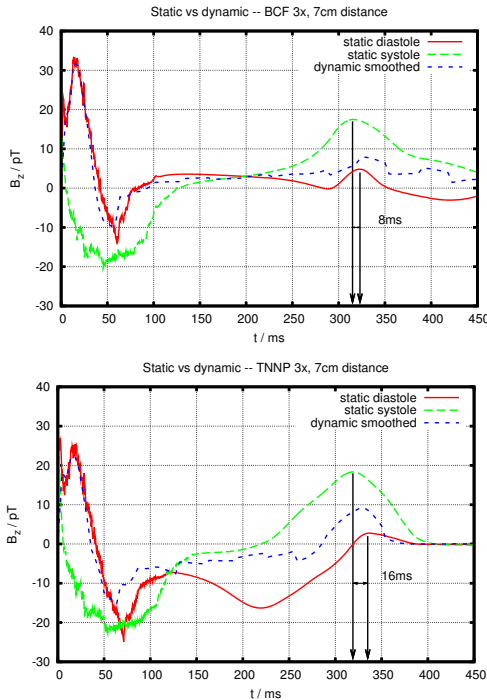 Static vs dynamic -- BCF 3x, 7cm distance
40
30
20
10
0
-10
-20
-30
B_z / pT
static diastole
static systole
dynamic smoothed
8ms
0 50 100 150 200 250 300 350 400 450
t / ms
Static vs dynamic -- TNNP 3x, 7cm distance
40
30
20
10
0
-10
-20
-30
B_z / pT
static diastole
static systole
dynamic smoothed
16ms
0 50 100 150 200 250 300 350 400 450
t / ms